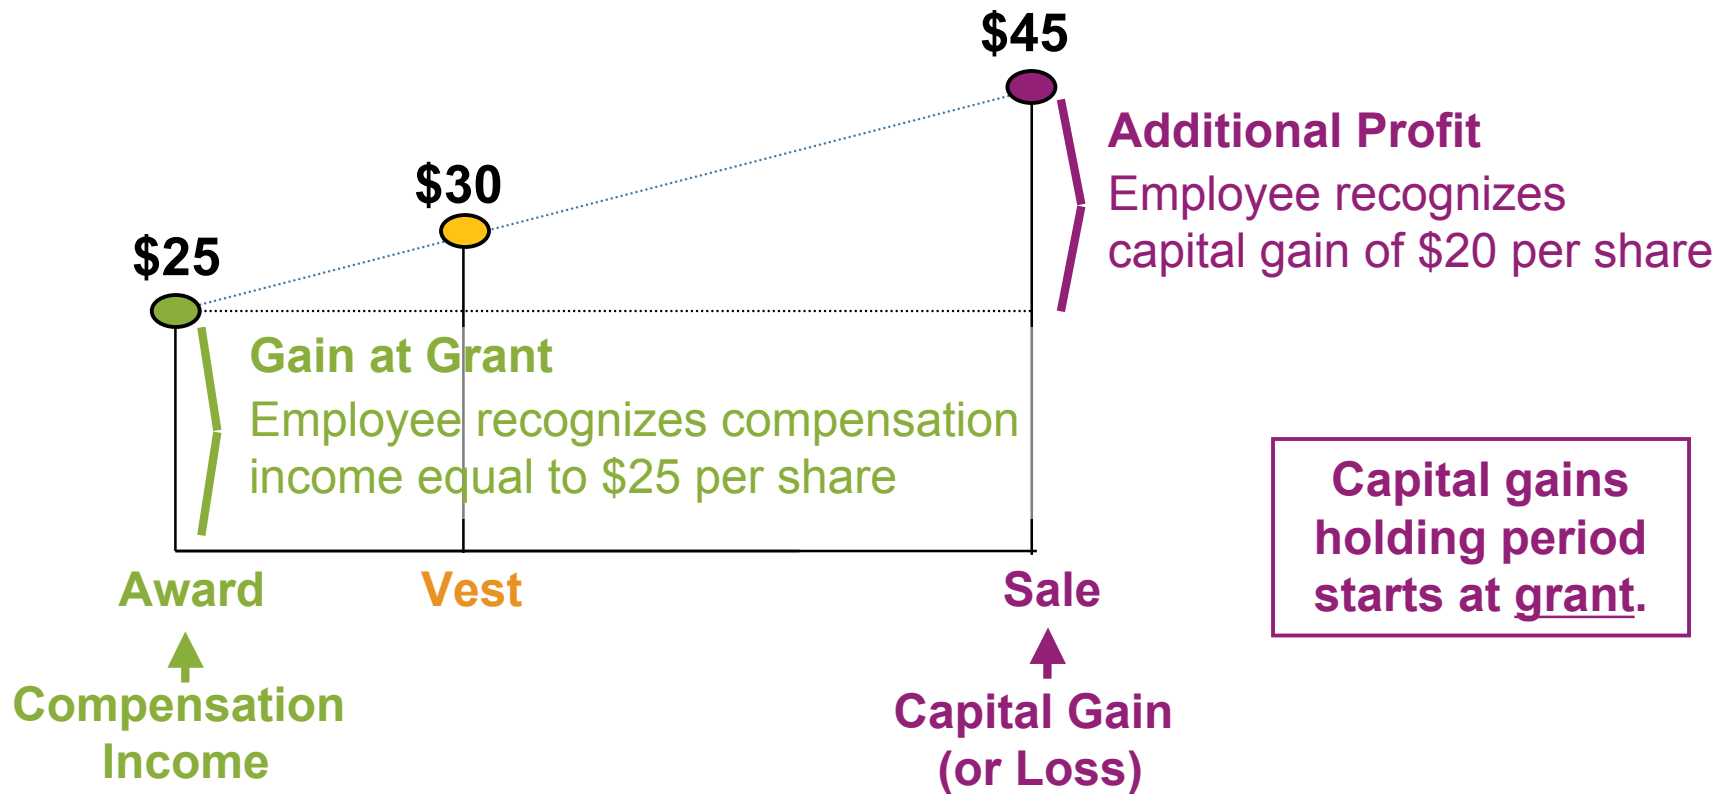 $45
Additional Profit
Employee recognizes
capital gain of $20 per share
$30
$25
Gain at Grant
Employee recognizes compensation
income equal to $25 per share
Capital gains
holding period
starts at grant.
Award
Vest
Sale
Compensation
Income
Capital Gain
(or Loss)